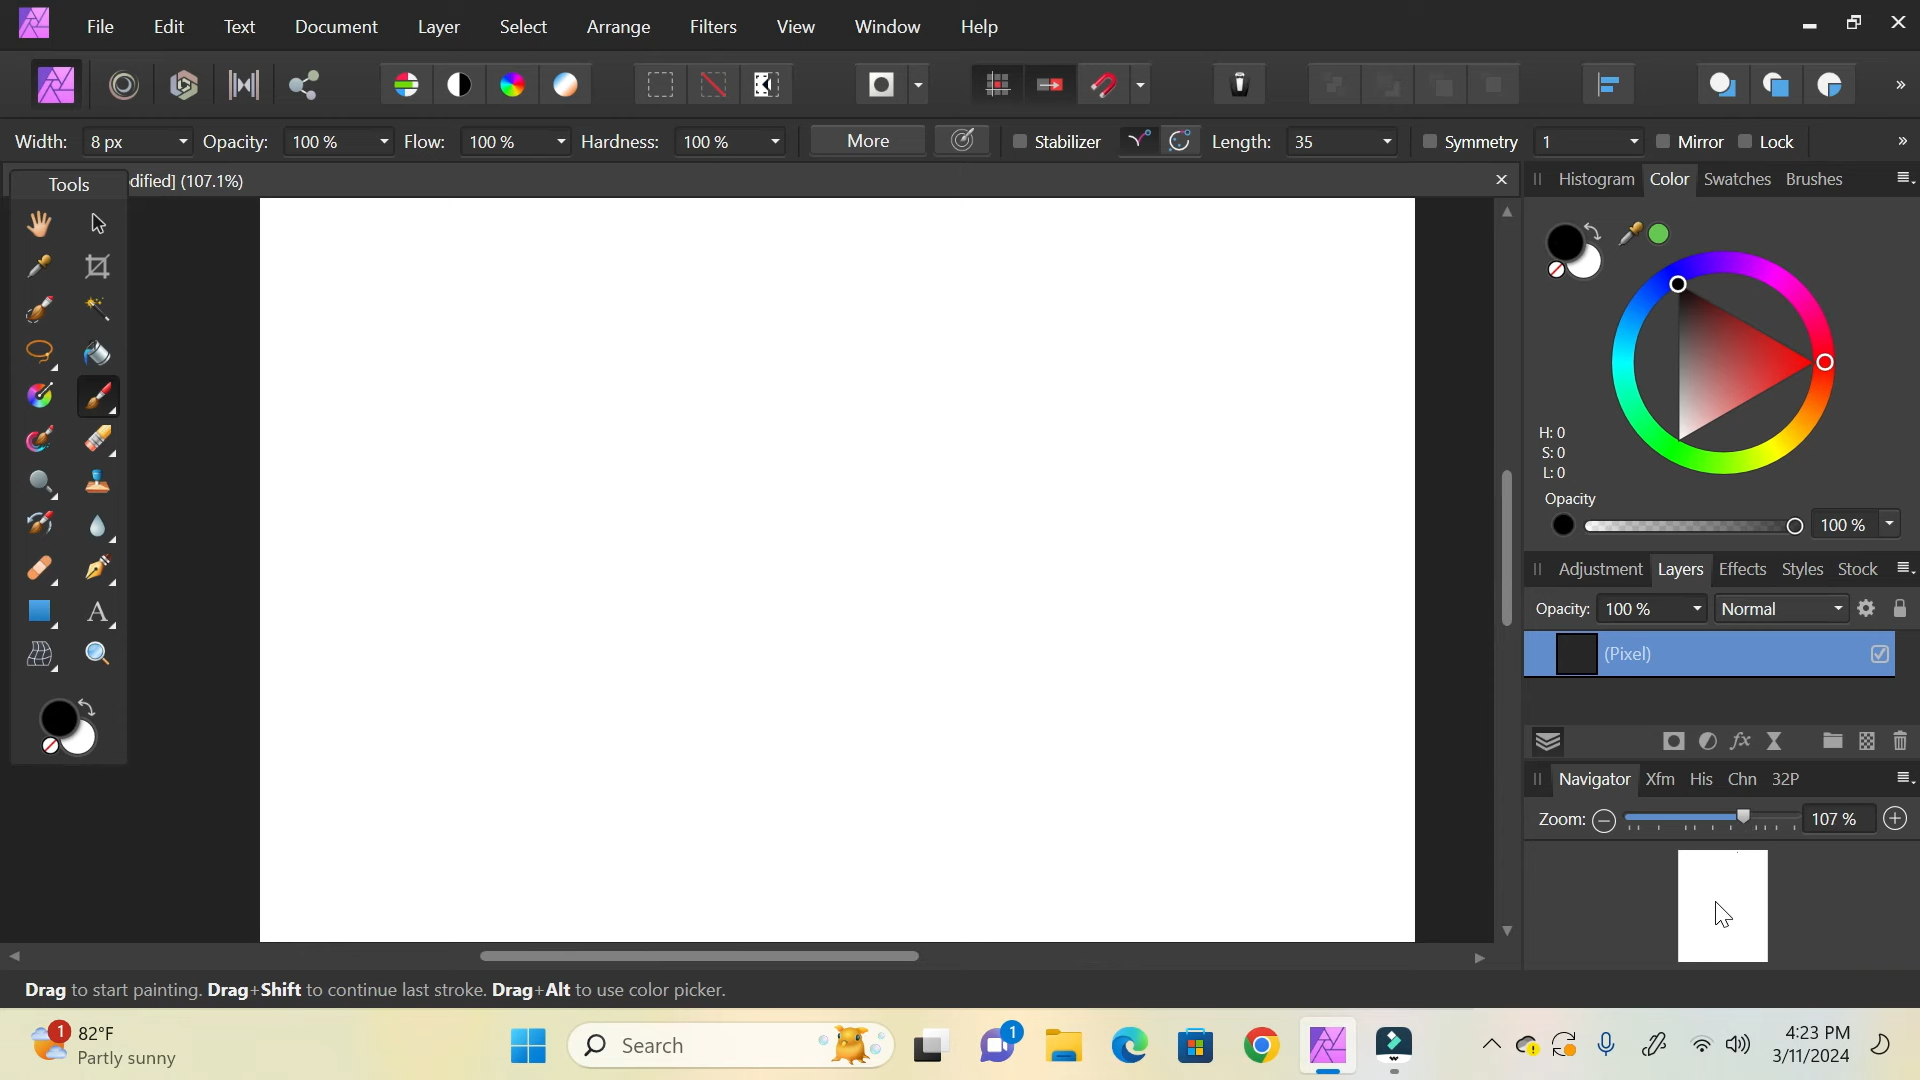 File Edit Text Document Layer Select Arrange Filters View Window Help
Width: 8 px Opacity: 100 % Flow: 100 % Hardness: 100 % More Stabilizer Length: 35 Symmetry 1 Mirror Lock
Tools
dified] (107.1%)
Histogram Color Swatches Brushes
H: 0
S: 0
L: 0
Opacity
100 %
Adjustment Layers Effects Styles Stock
Opacity: 100 % Normal
(Pixel)
Navigator Xfm His Chn 32P
Zoom: 107 %
Drag to start painting. Drag+Shift to continue last stroke. Drag+Alt to use color picker.
1
82°F
Partly sunny
Search
1
4:23 PM
3/11/2024